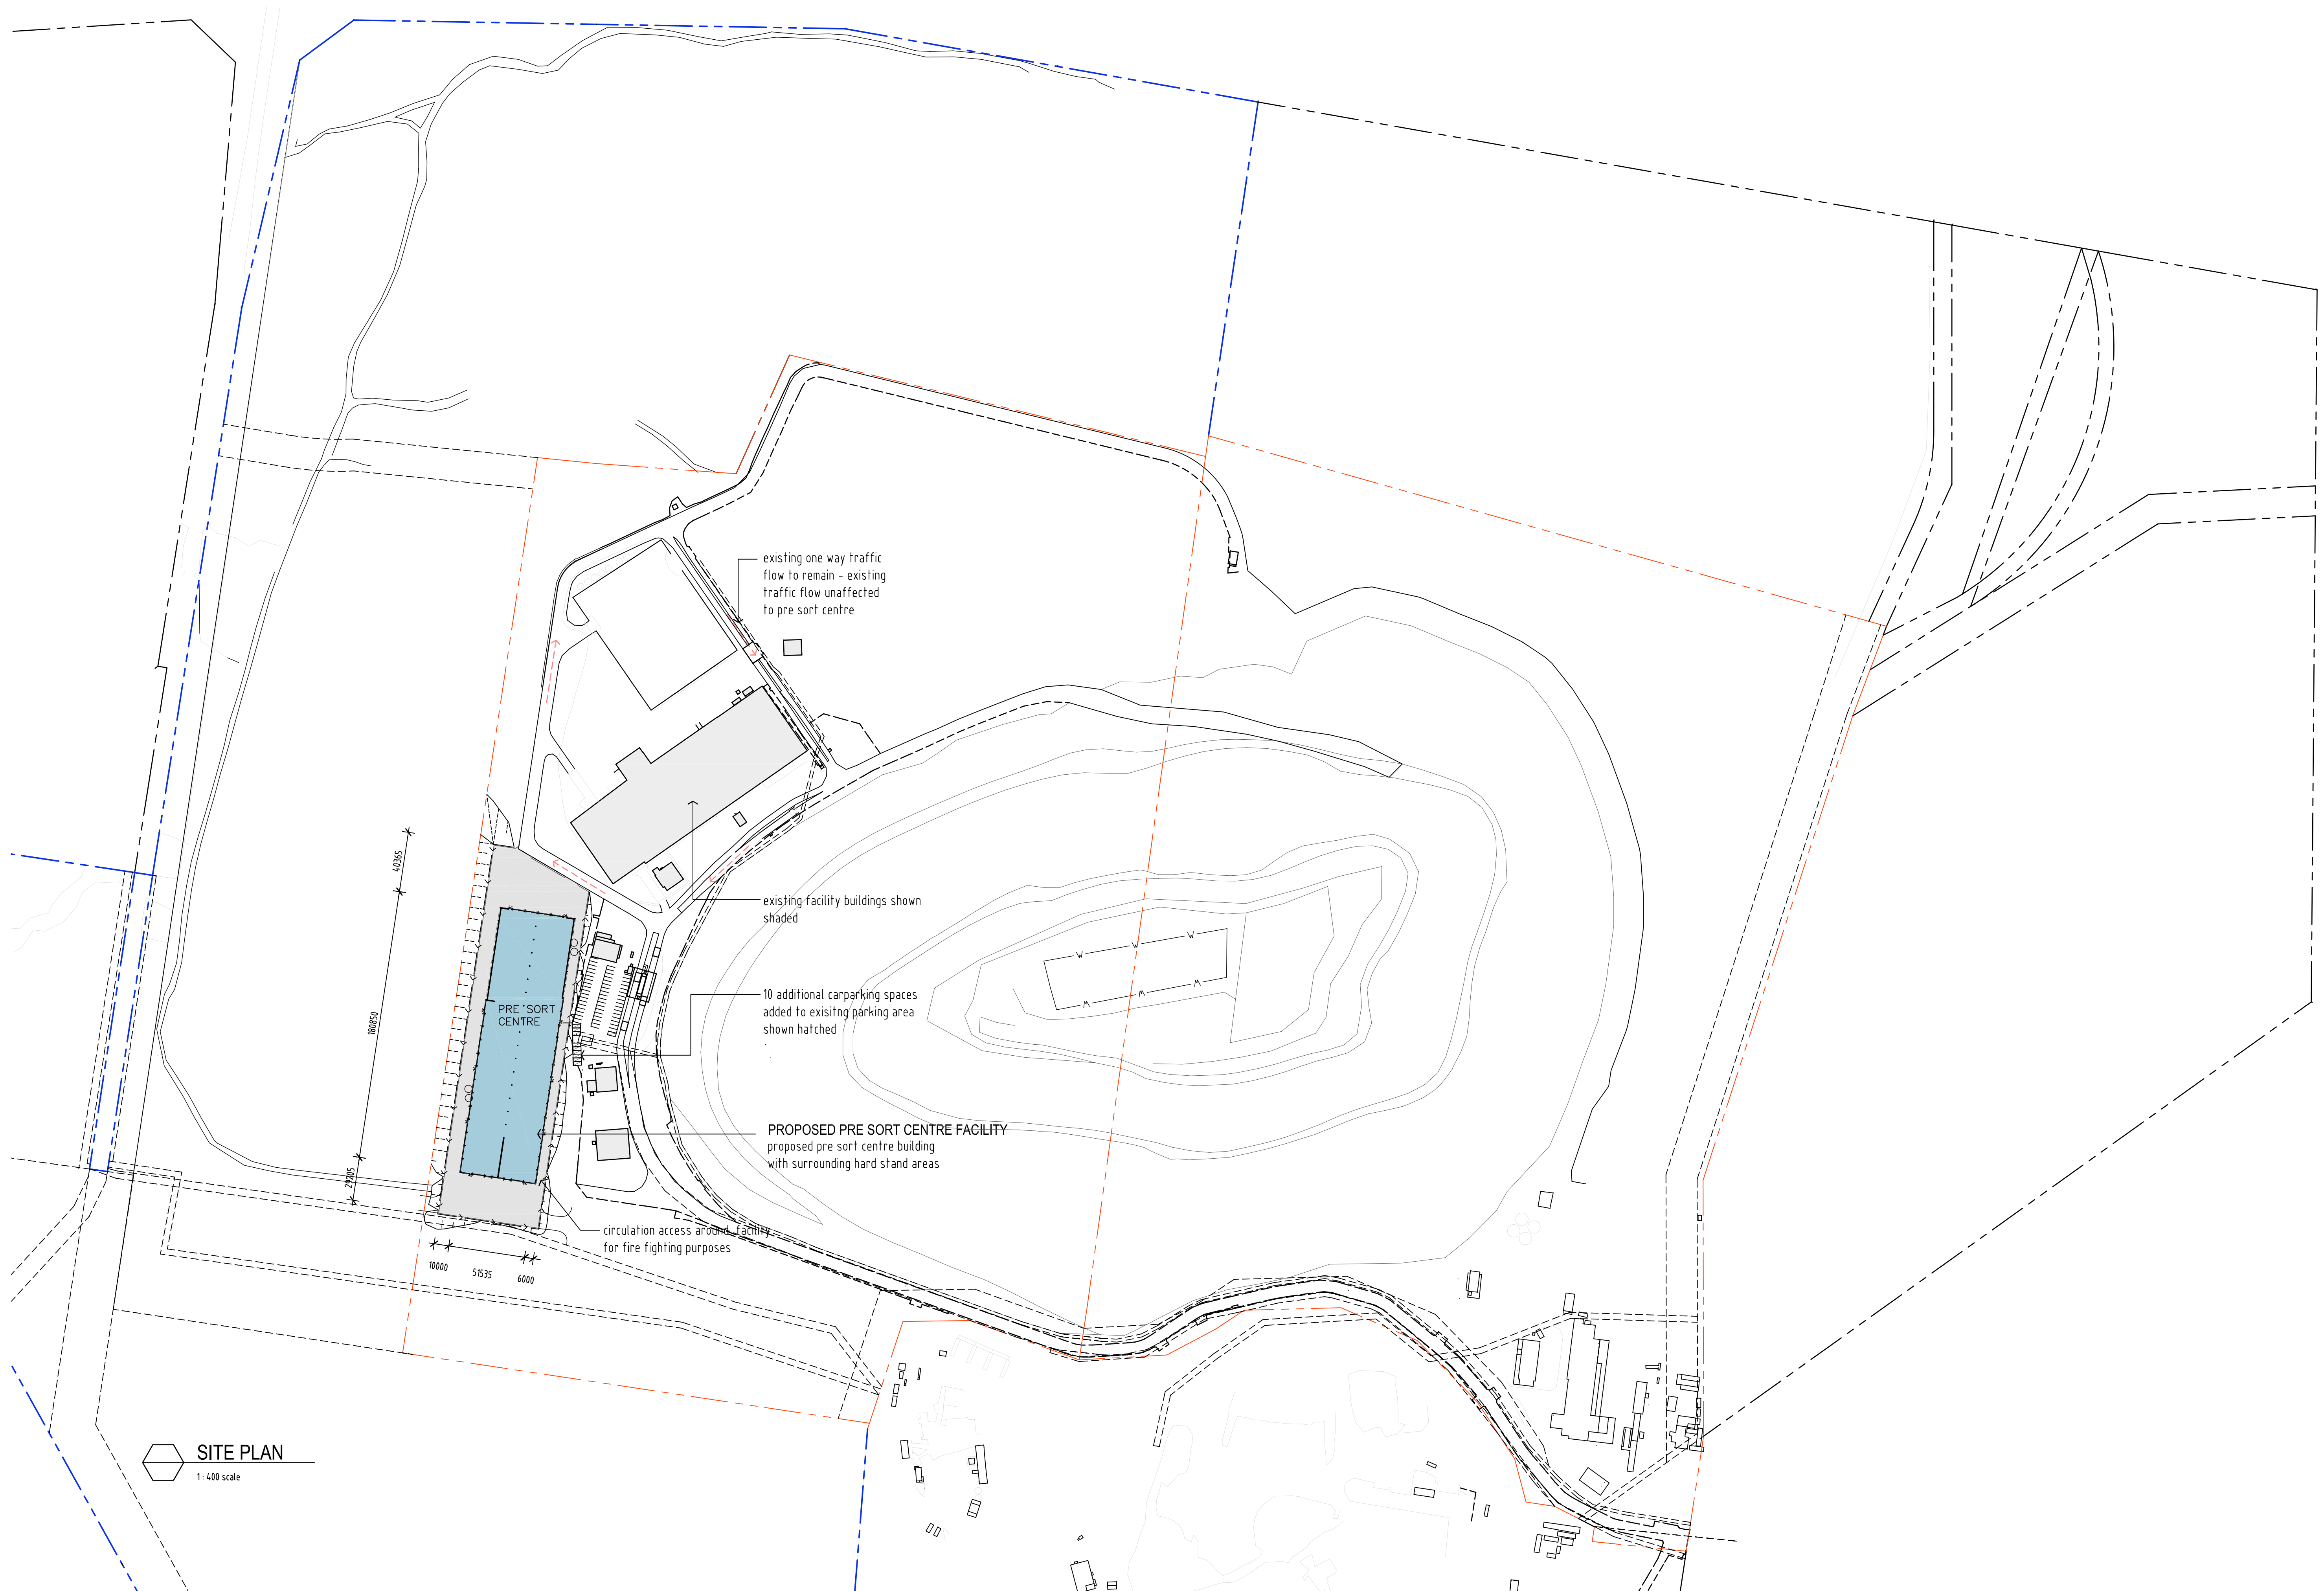 existing one way traffic
flow to remain - existing
traffic flow unaffected
to pre sort centre
40365
existing facility buildings shown
shaded
PRE SORT
CENTRE
180850
10 additional carparking spaces
added to exisitng parking area
shown hatched
W W W
M M M
PROPOSED PRE SORT CENTRE FACILITY
proposed pre sort centre building
with surrounding hard stand areas
29205
circulation access around facility
for fire fighting purposes
10000
51535
6000
SITE PLAN
1 : 400 scale